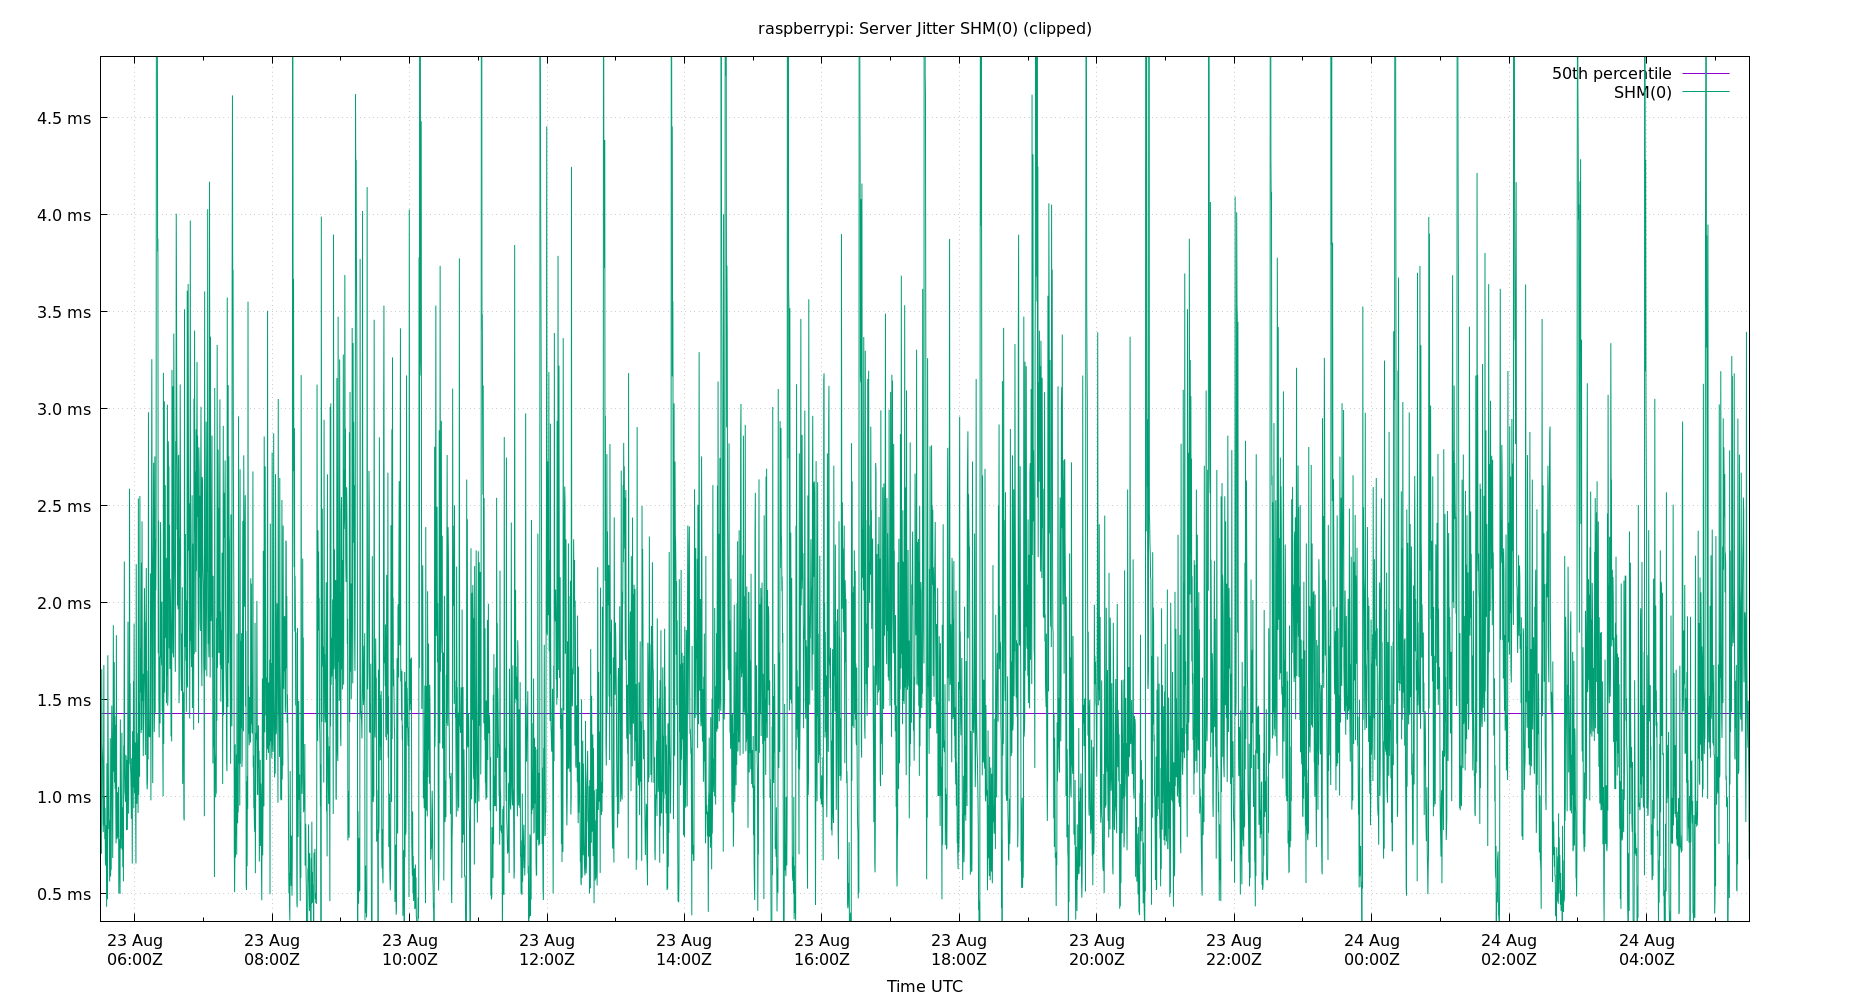 raspberrypi: Server Jitter SHM(0) (clipped)
50th percentile
SHM(0)
4.5 ms
4.0 ms
3.5 ms
3.0 ms
2.5 ms
2.0 ms
1.5 ms
1.0 ms
0.5 ms
23 Aug 23 Aug 23 Aug 23 Aug 23 Aug 23 Aug 23 Aug 23 Aug 23 Aug 24 Aug 24 Aug 24 Aug
06:00Z 08:00Z 10:00Z 12:00Z 14:00Z 16:00Z 18:00Z 20:00Z 22:00Z 00:00Z 02:00Z 04:00Z
Time UTC